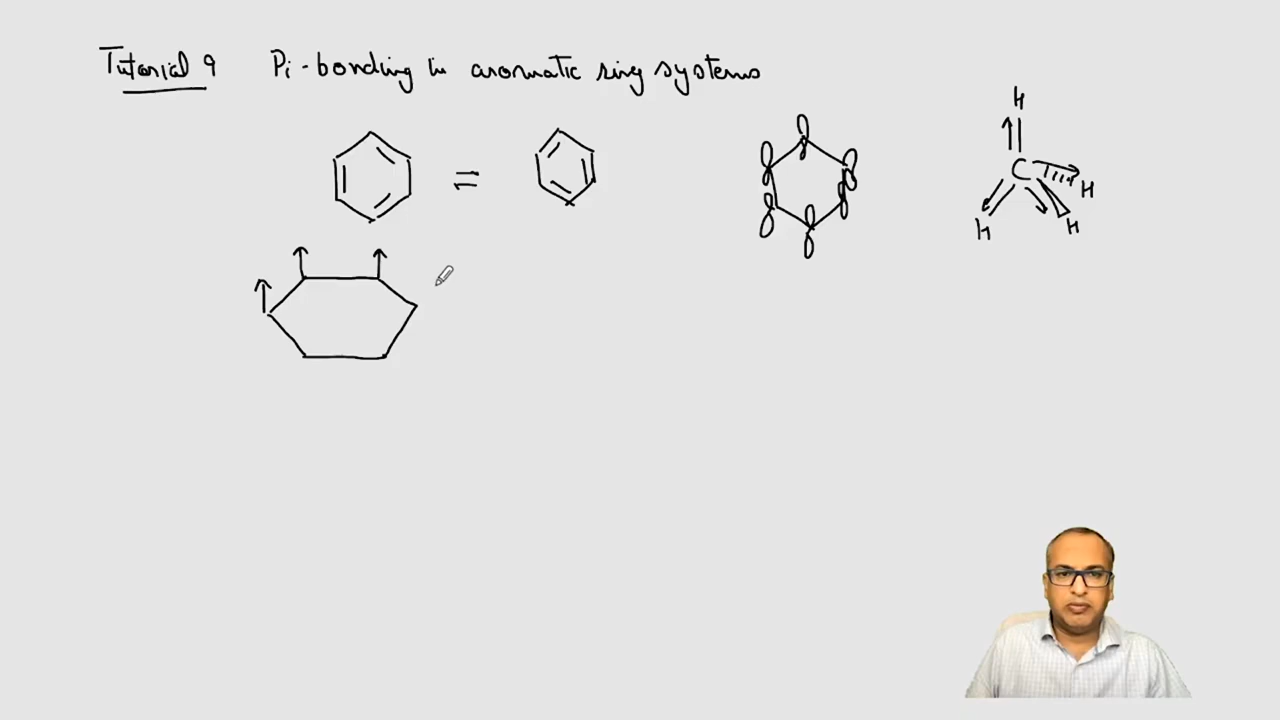 Tutorial 9 Pi-bonding in aromatic ring systems
=
H
C
H
H
H